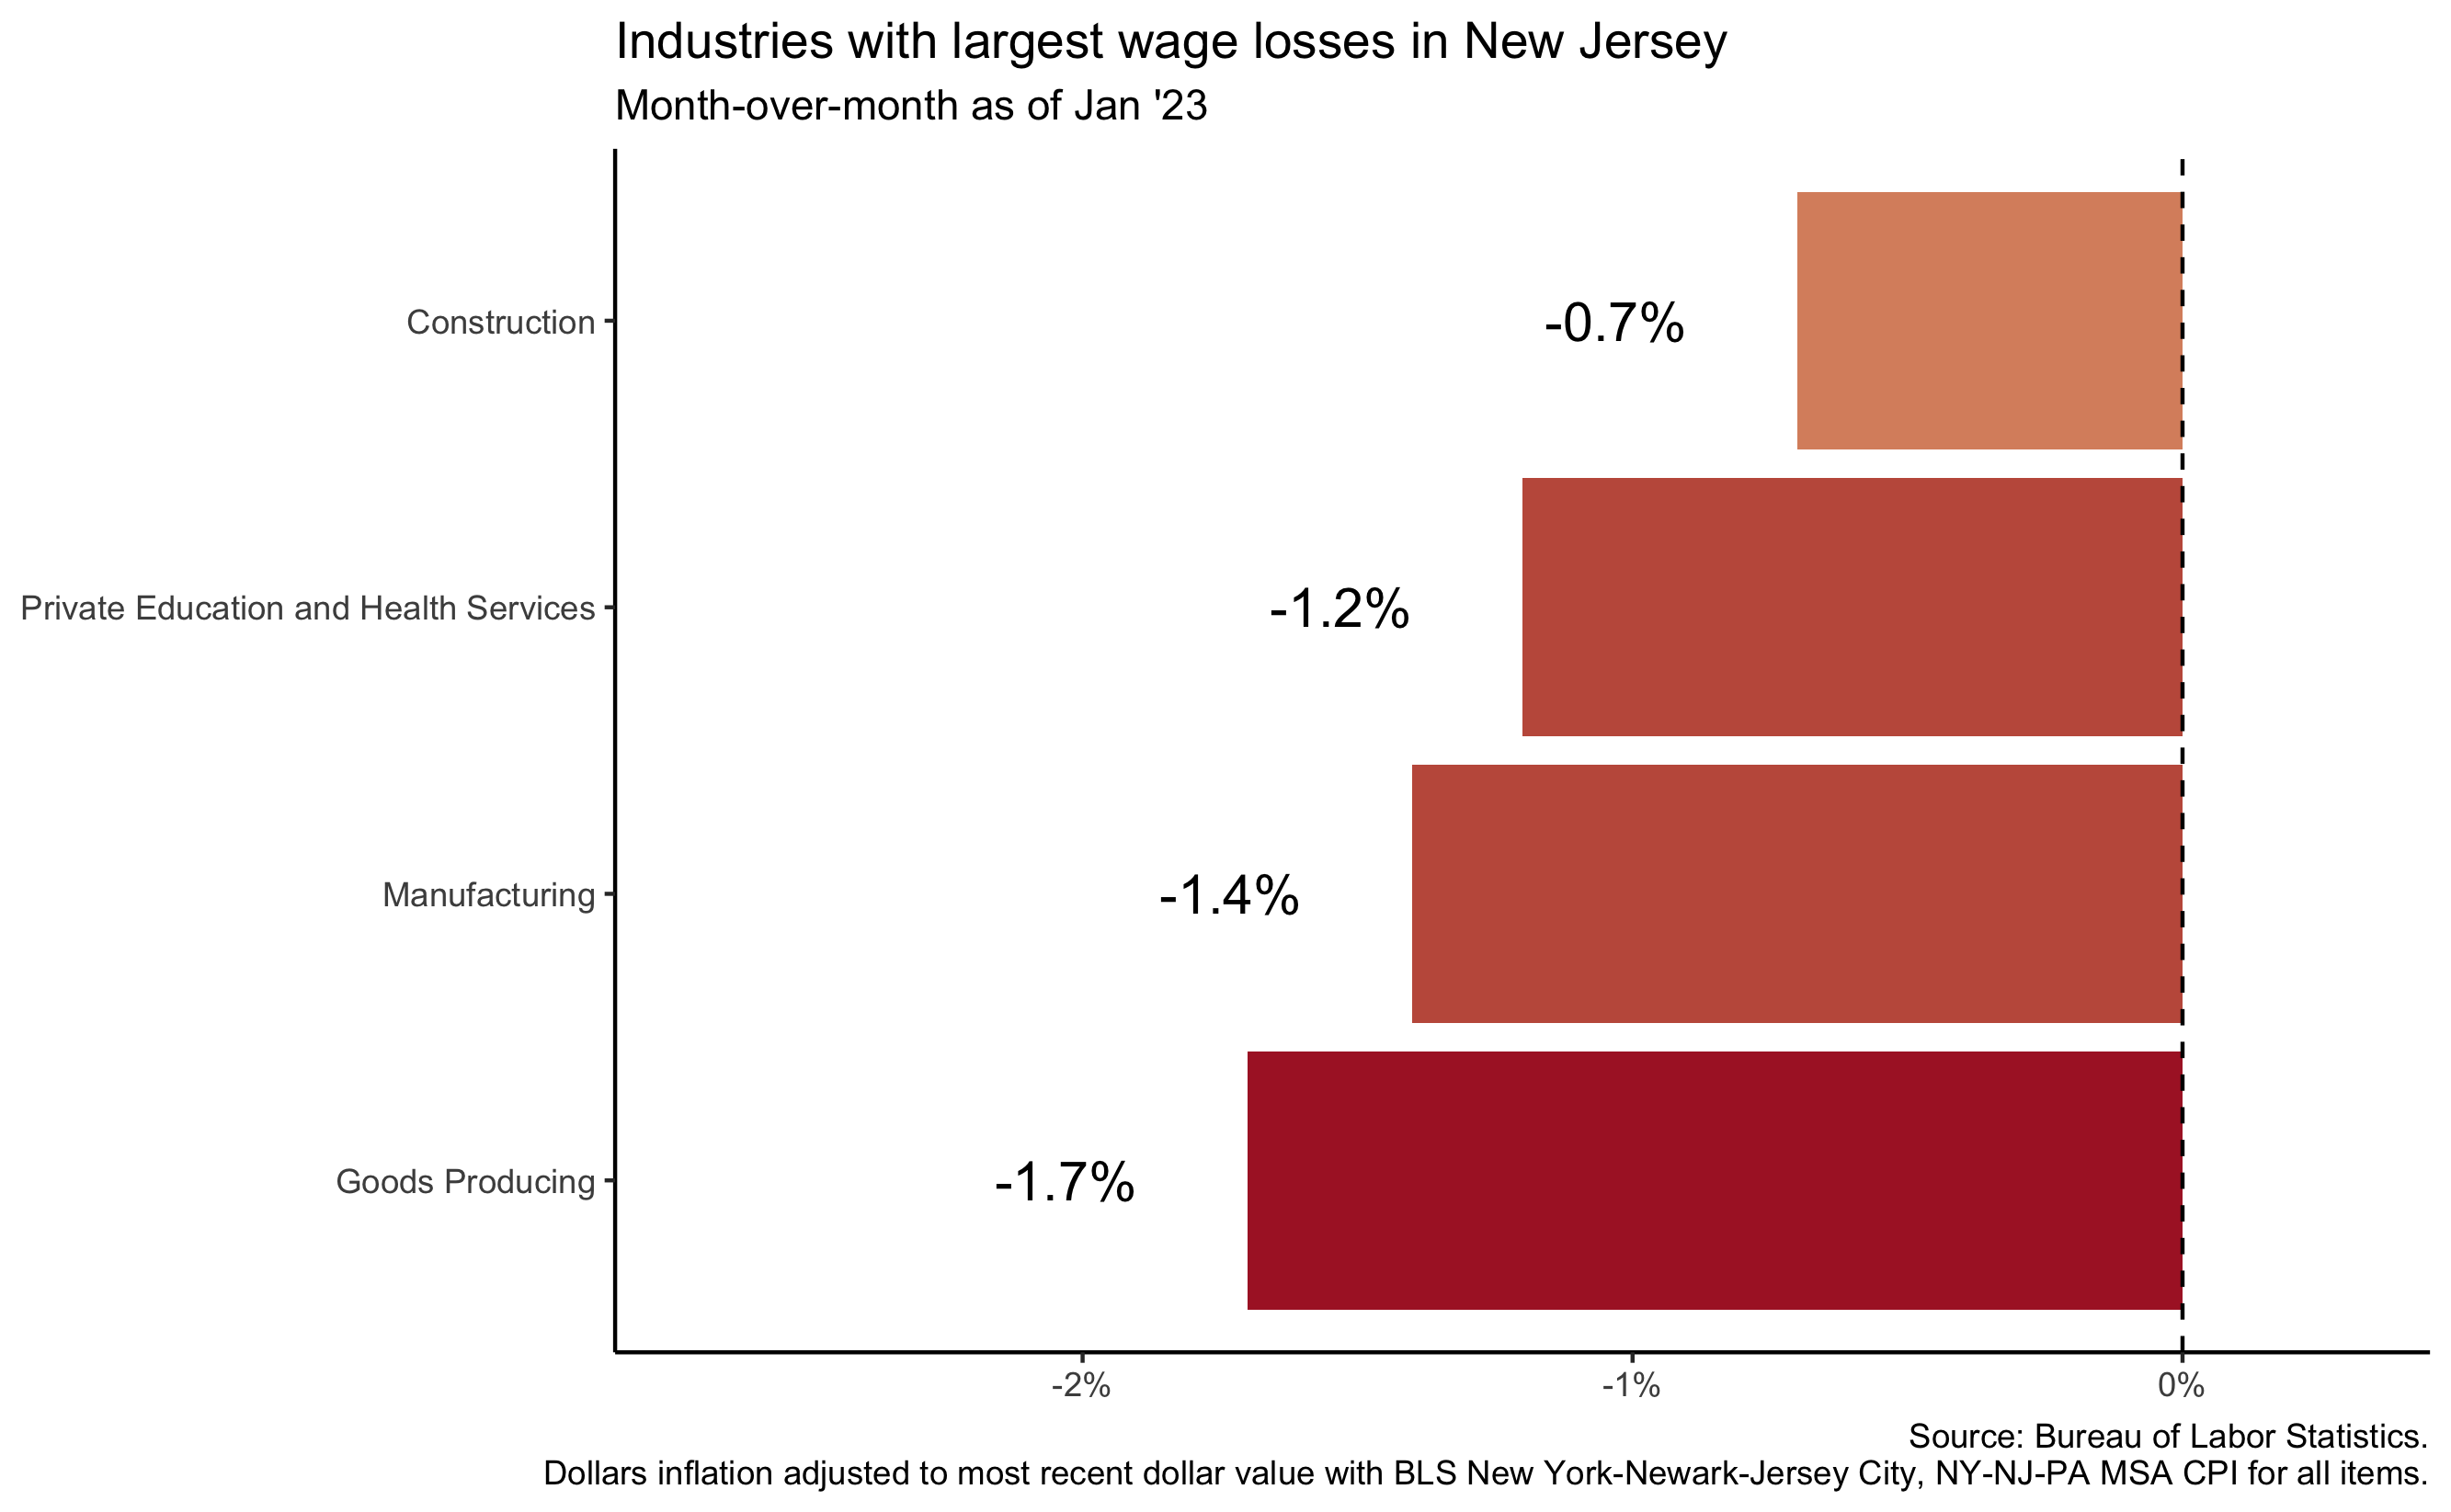 Industries with largest wage losses in New Jersey
Month-over-month as of Jan '23
Construction
-0.7%
Private Education and Health Services
-1.2%
Manufacturing
-1.4%
Goods Producing
-1.7%
-2%
-1%
0%
Source: Bureau of Labor Statistics.
Dollars inflation adjusted to most recent dollar value with BLS New York-Newark-Jersey City, NY-NJ-PA MSA CPI for all items.